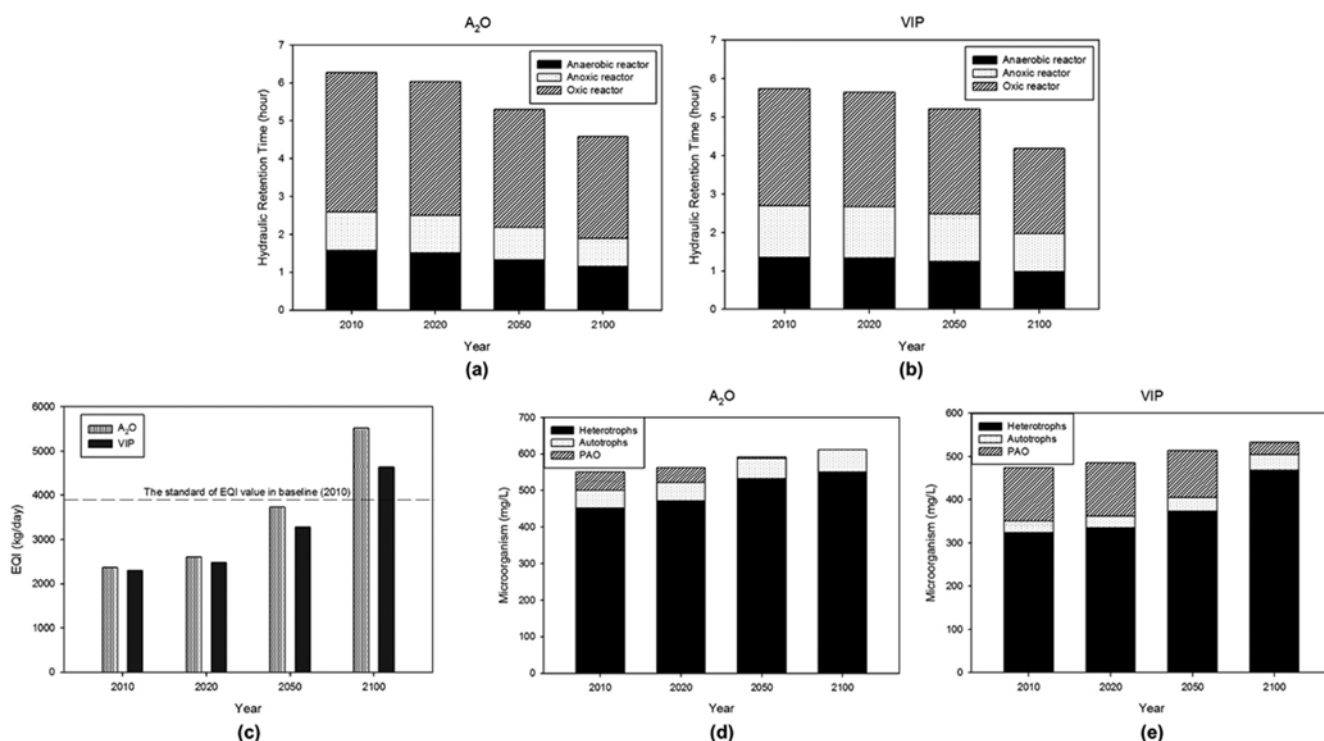 A₂O
Hydraulic Retention Time (hour)
7
6
5
4
3
2
1
0
Anaerobic reactor
Anoxic reactor
Oxic reactor
2010 2020 2050 2100
Year
(a)
VIP
Hydraulic Retention Time (hour)
7
6
5
4
3
2
1
0
Anaerobic reactor
Anoxic reactor
Oxic reactor
2010 2020 2050 2100
Year
(b)
EQI (kg/day)
6000
5000
4000
3000
2000
1000
0
A₂O
VIP
The standard of EQI value in baseline (2010)
2010 2020 2050 2100
Year
(c)
A₂O
Microorganism (mg/L)
700
600
500
400
300
200
100
0
Heterotrophs
Autotrophs
PAO
2010 2020 2050 2100
Year
(d)
VIP
Microorganism (mg/L)
600
500
400
300
200
100
0
Heterotrophs
Autotrophs
PAO
2010 2020 2050 2100
Year
(e)